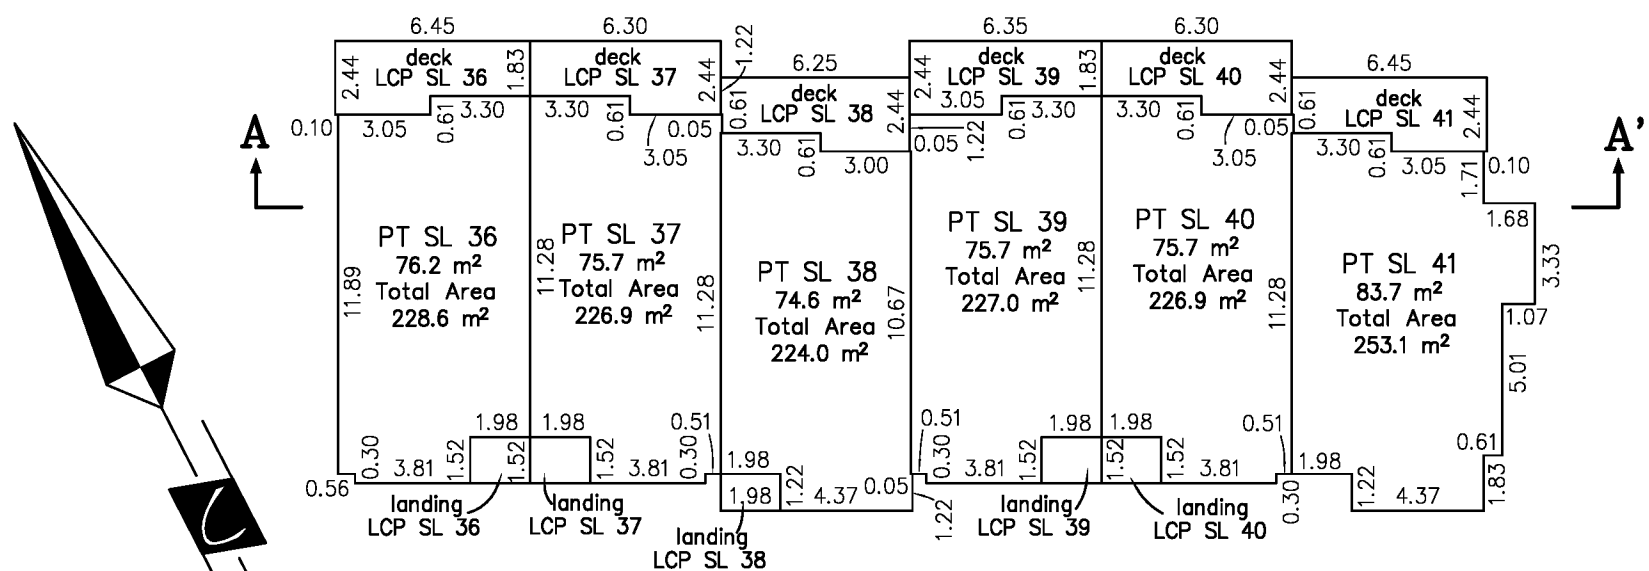 6.45 6.30 6.35 6.30
deck
LCP SL 36
2.44
1.83
deck
LCP SL 37
2.44
1.22
6.25
deck
LCP SL 38
2.44
deck
LCP SL 39
2.44
1.83
deck
LCP SL 40
2.44
6.45
deck
LCP SL 41
2.44
0.10 3.05 0.61 3.30
3.30 0.61 3.05 0.05
0.61 3.30 0.61 3.00
3.05 0.05 1.22 0.61 3.30
3.30 0.61 3.05 0.05
0.61 3.30 0.61 3.05
1.71 0.10
1.68
A
A'
PT SL 36
76.2 m²
Total Area
228.6 m²
11.89
11.28
PT SL 37
75.7 m²
Total Area
226.9 m²
11.28
PT SL 38
74.6 m²
Total Area
224.0 m²
10.67
PT SL 39
75.7 m²
Total Area
227.0 m²
11.28
PT SL 40
75.7 m²
Total Area
226.9 m²
11.28
PT SL 41
83.7 m²
Total Area
253.1 m²
3.33
1.07
5.01
0.61
1.83
0.56 0.30 3.81 1.52 1.98 1.52
1.98 1.52 3.81 0.30 0.51
1.98
1.98 1.22 4.37 0.05 1.22
0.51 0.30 3.81 1.52 1.98
1.52 1.98 1.52 3.81 0.51 0.30
1.98 1.22 4.37
landing
LCP SL 36
landing
LCP SL 37
landing
LCP SL 38
landing
LCP SL 39
landing
LCP SL 40